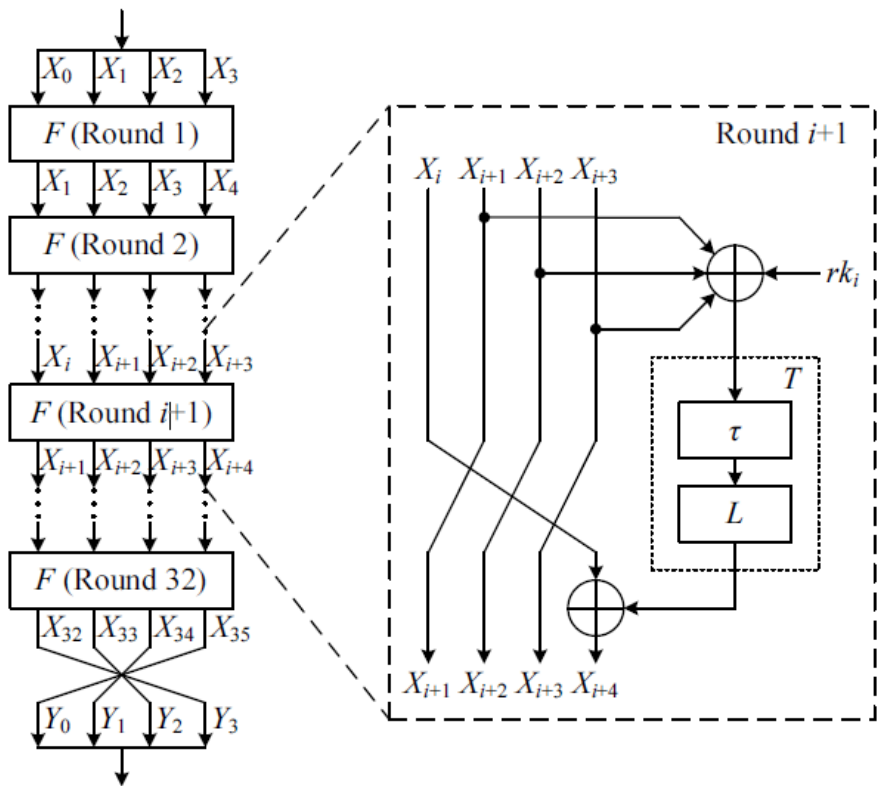 X0 X1 X2 X3
F (Round 1)
X1 X2 X3 X4
F (Round 2)
Xi Xi+1 Xi+2 Xi+3
F (Round i+1)
Xi+1 Xi+2 Xi+3 Xi+4
F (Round 32)
X32 X33 X34 X35
Y0 Y1 Y2 Y3
Round i+1
Xi Xi+1 Xi+2 Xi+3
rki
T
τ
L
Xi+1 Xi+2 Xi+3 Xi+4